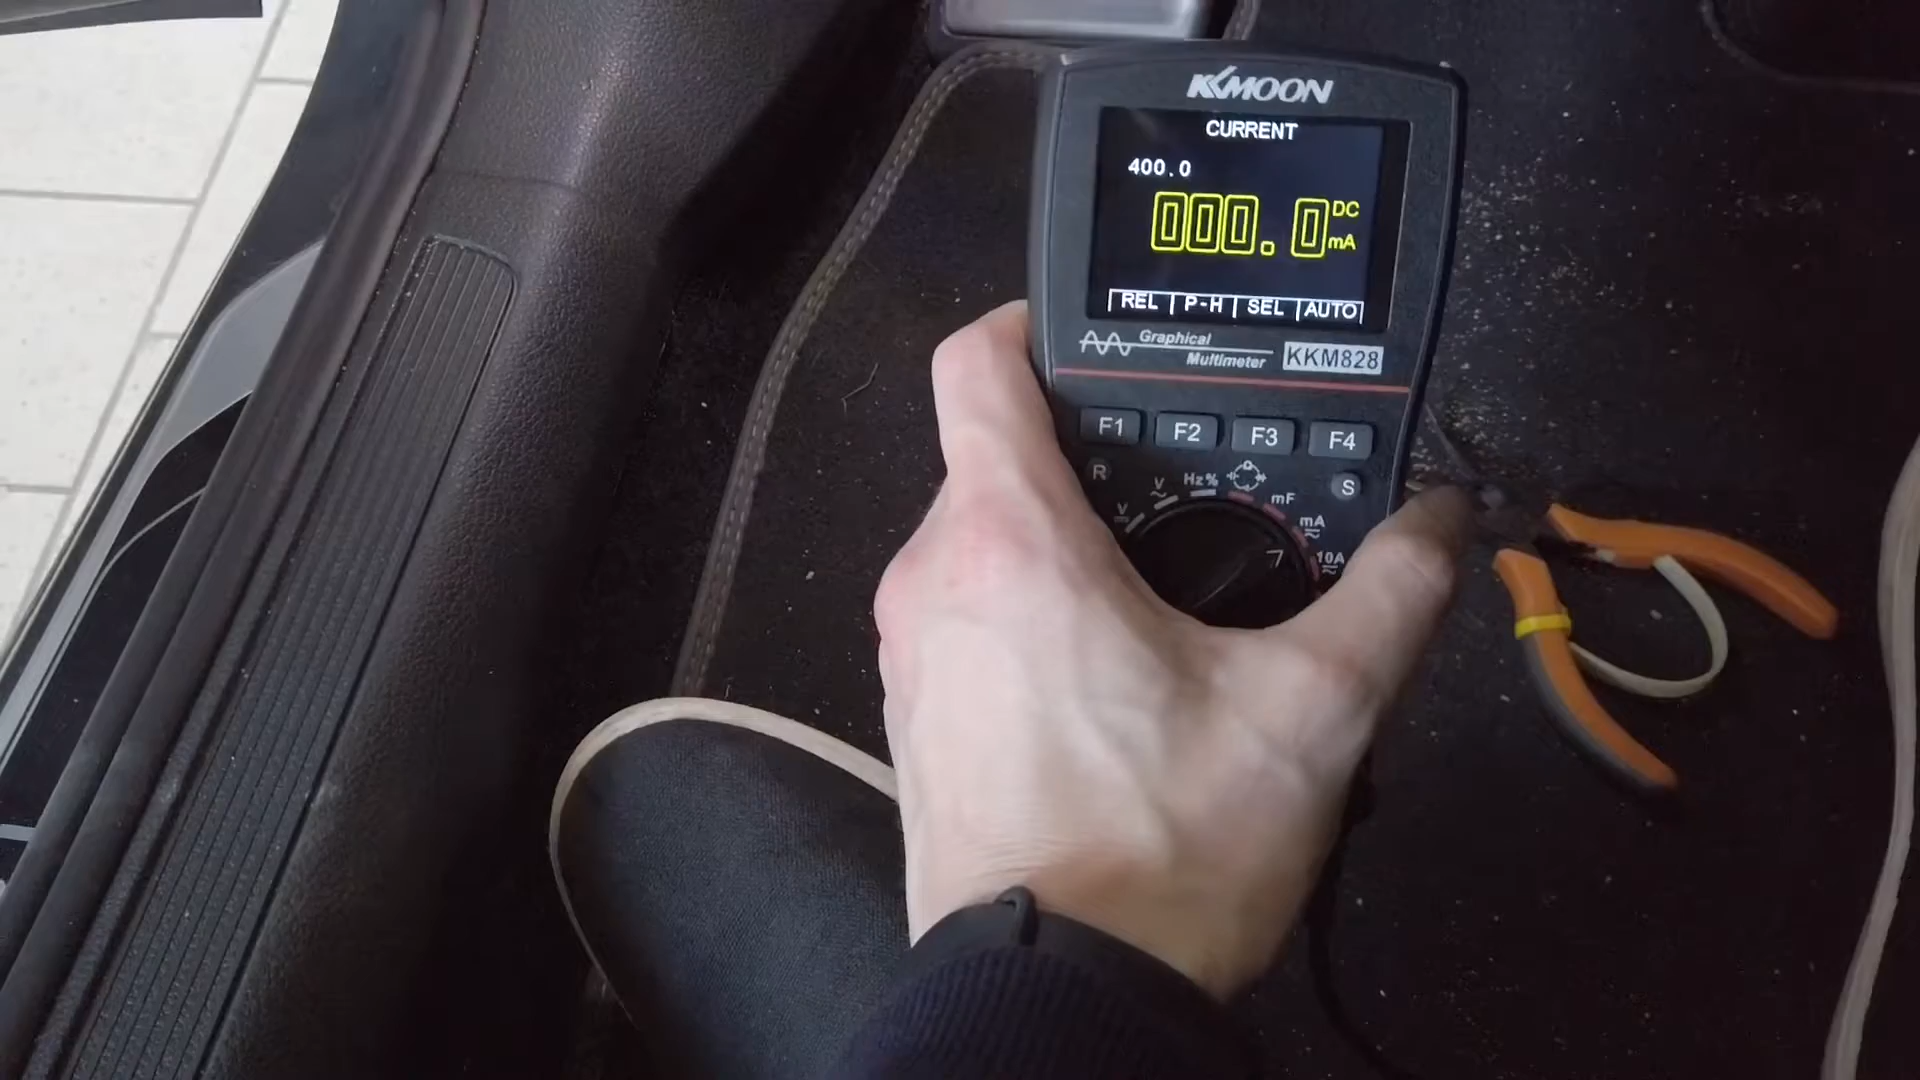 KKMOON
CURRENT
400.0
000.0 DC mA
REL P-H SEL AUTO
Graphical
Multimeter
KKM828
F1 F2 F3 F4
R V V Hz% mF S
mA
10A